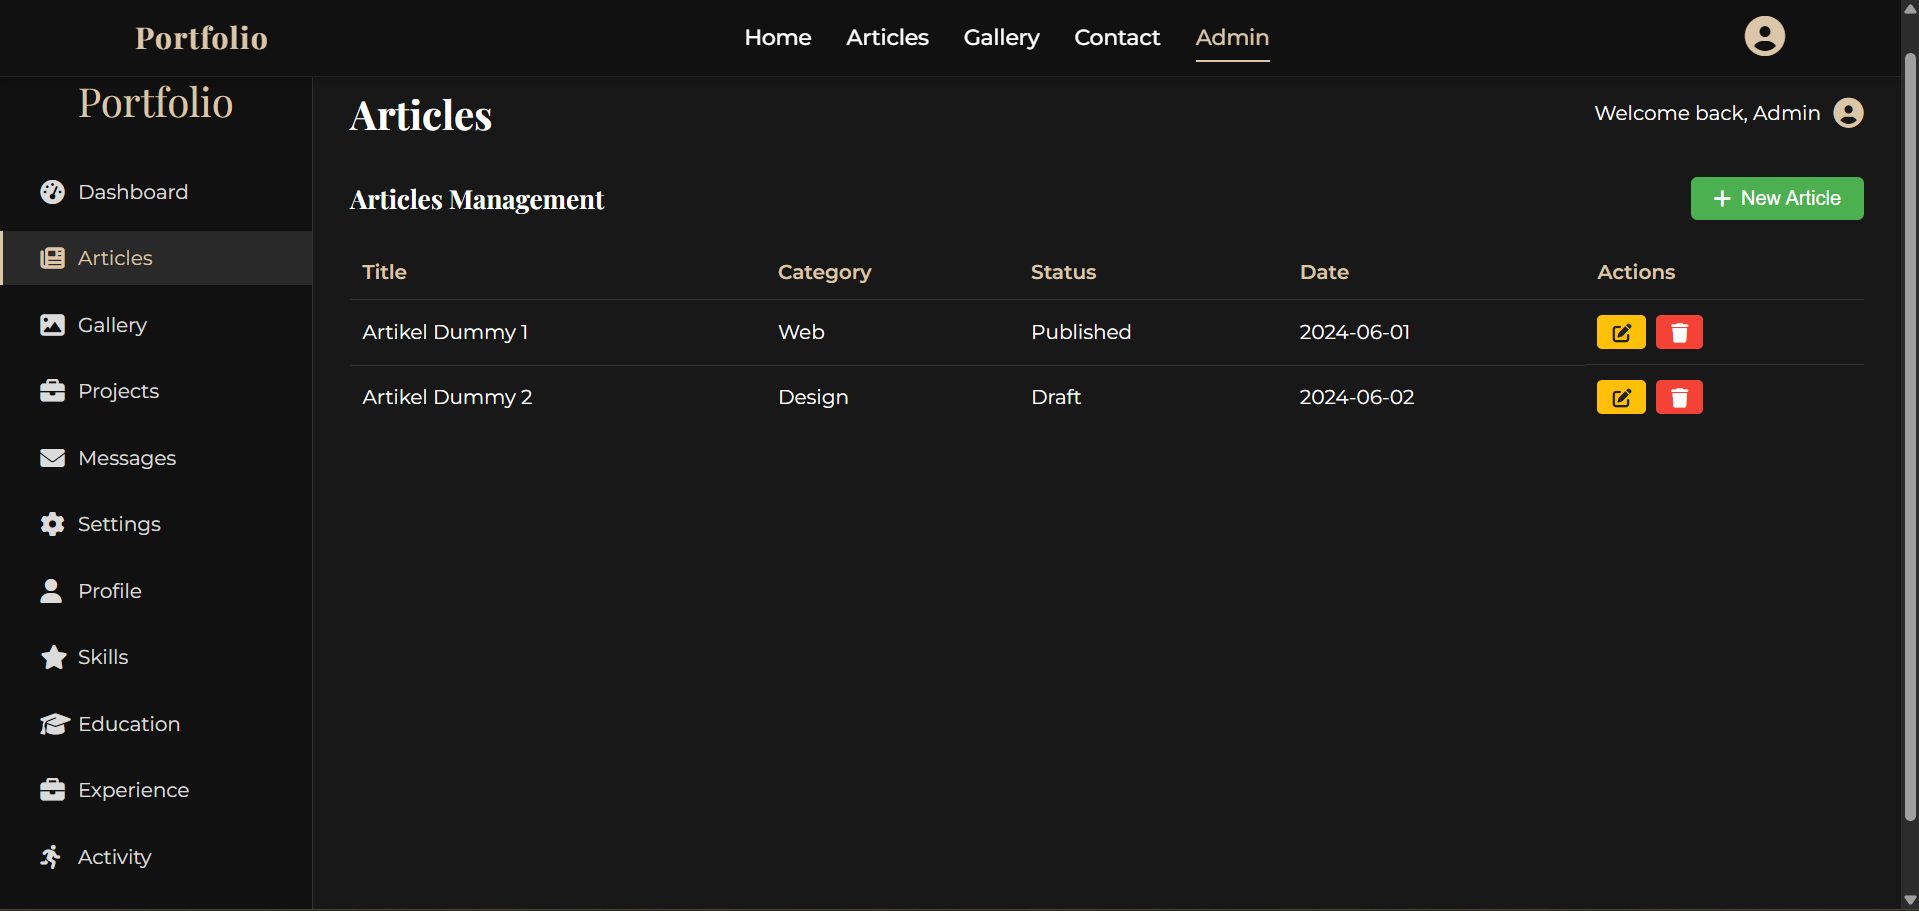 Portfolio
Home Articles Gallery Contact Admin
Portfolio
Dashboard
Articles
Gallery
Projects
Messages
Settings
Profile
Skills
Education
Experience
Activity
Articles
Welcome back, Admin
Articles Management
New Article
Title Category Status Date Actions
Artikel Dummy 1 Web Published 2024-06-01
Artikel Dummy 2 Design Draft 2024-06-02